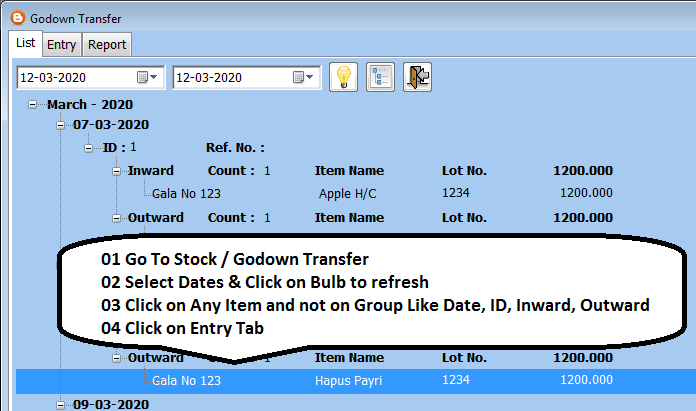 Godown Transfer
List Entry Report
12-03-2020 12-03-2020
March - 2020
07-03-2020
ID : 1 Ref. No. :
Inward Count : 1 Item Name Lot No. 1200.000
Gala No 123 Apple H/C 1234 1200.000
Outward Count : 1 Item Name Lot No. 1200.000
01 Go To Stock / Godown Transfer
02 Select Dates & Click on Bulb to refresh
03 Click on Any Item and not on Group Like Date, ID, Inward, Outward
04 Click on Entry Tab
Outward 1 Item Name Lot No. 1200.000
Gala No 123 Hapus Payri 1234 1200.000
09-03-2020